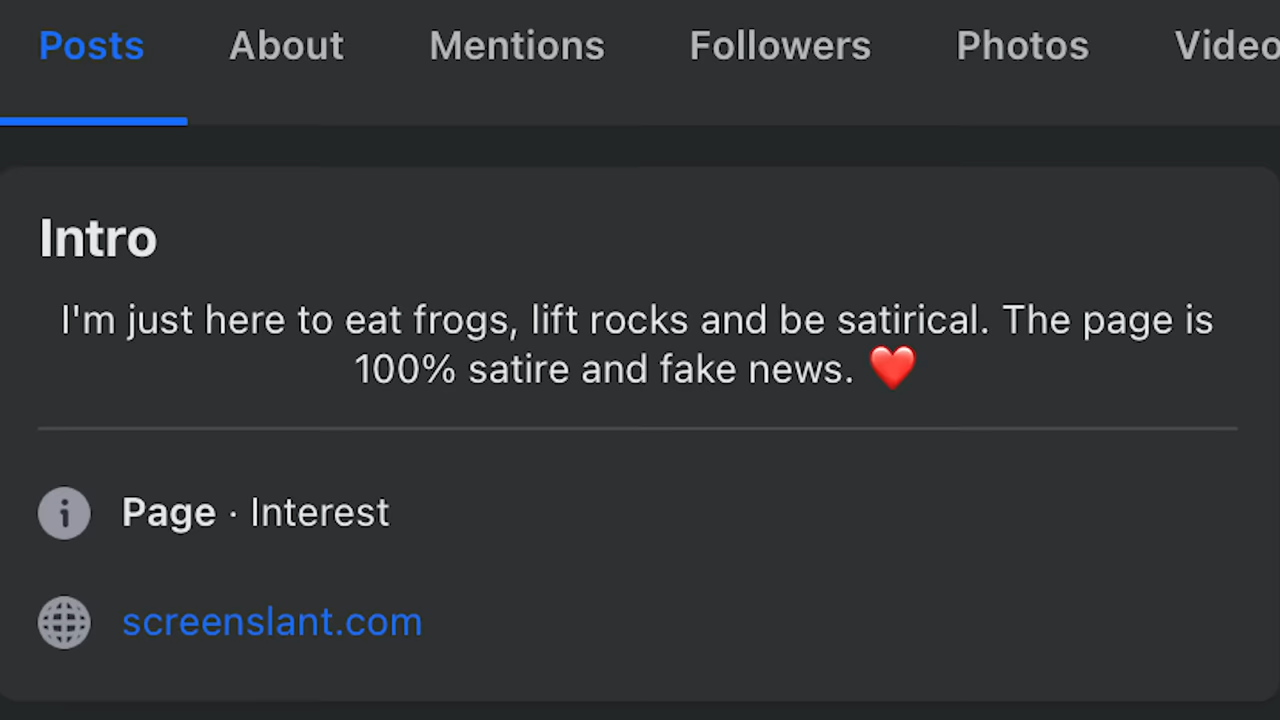 Posts About Mentions Followers Photos Video
Intro
I'm just here to eat frogs, lift rocks and be satirical. The page is
100% satire and fake news. ❤️
Page · Interest
screenslant.com